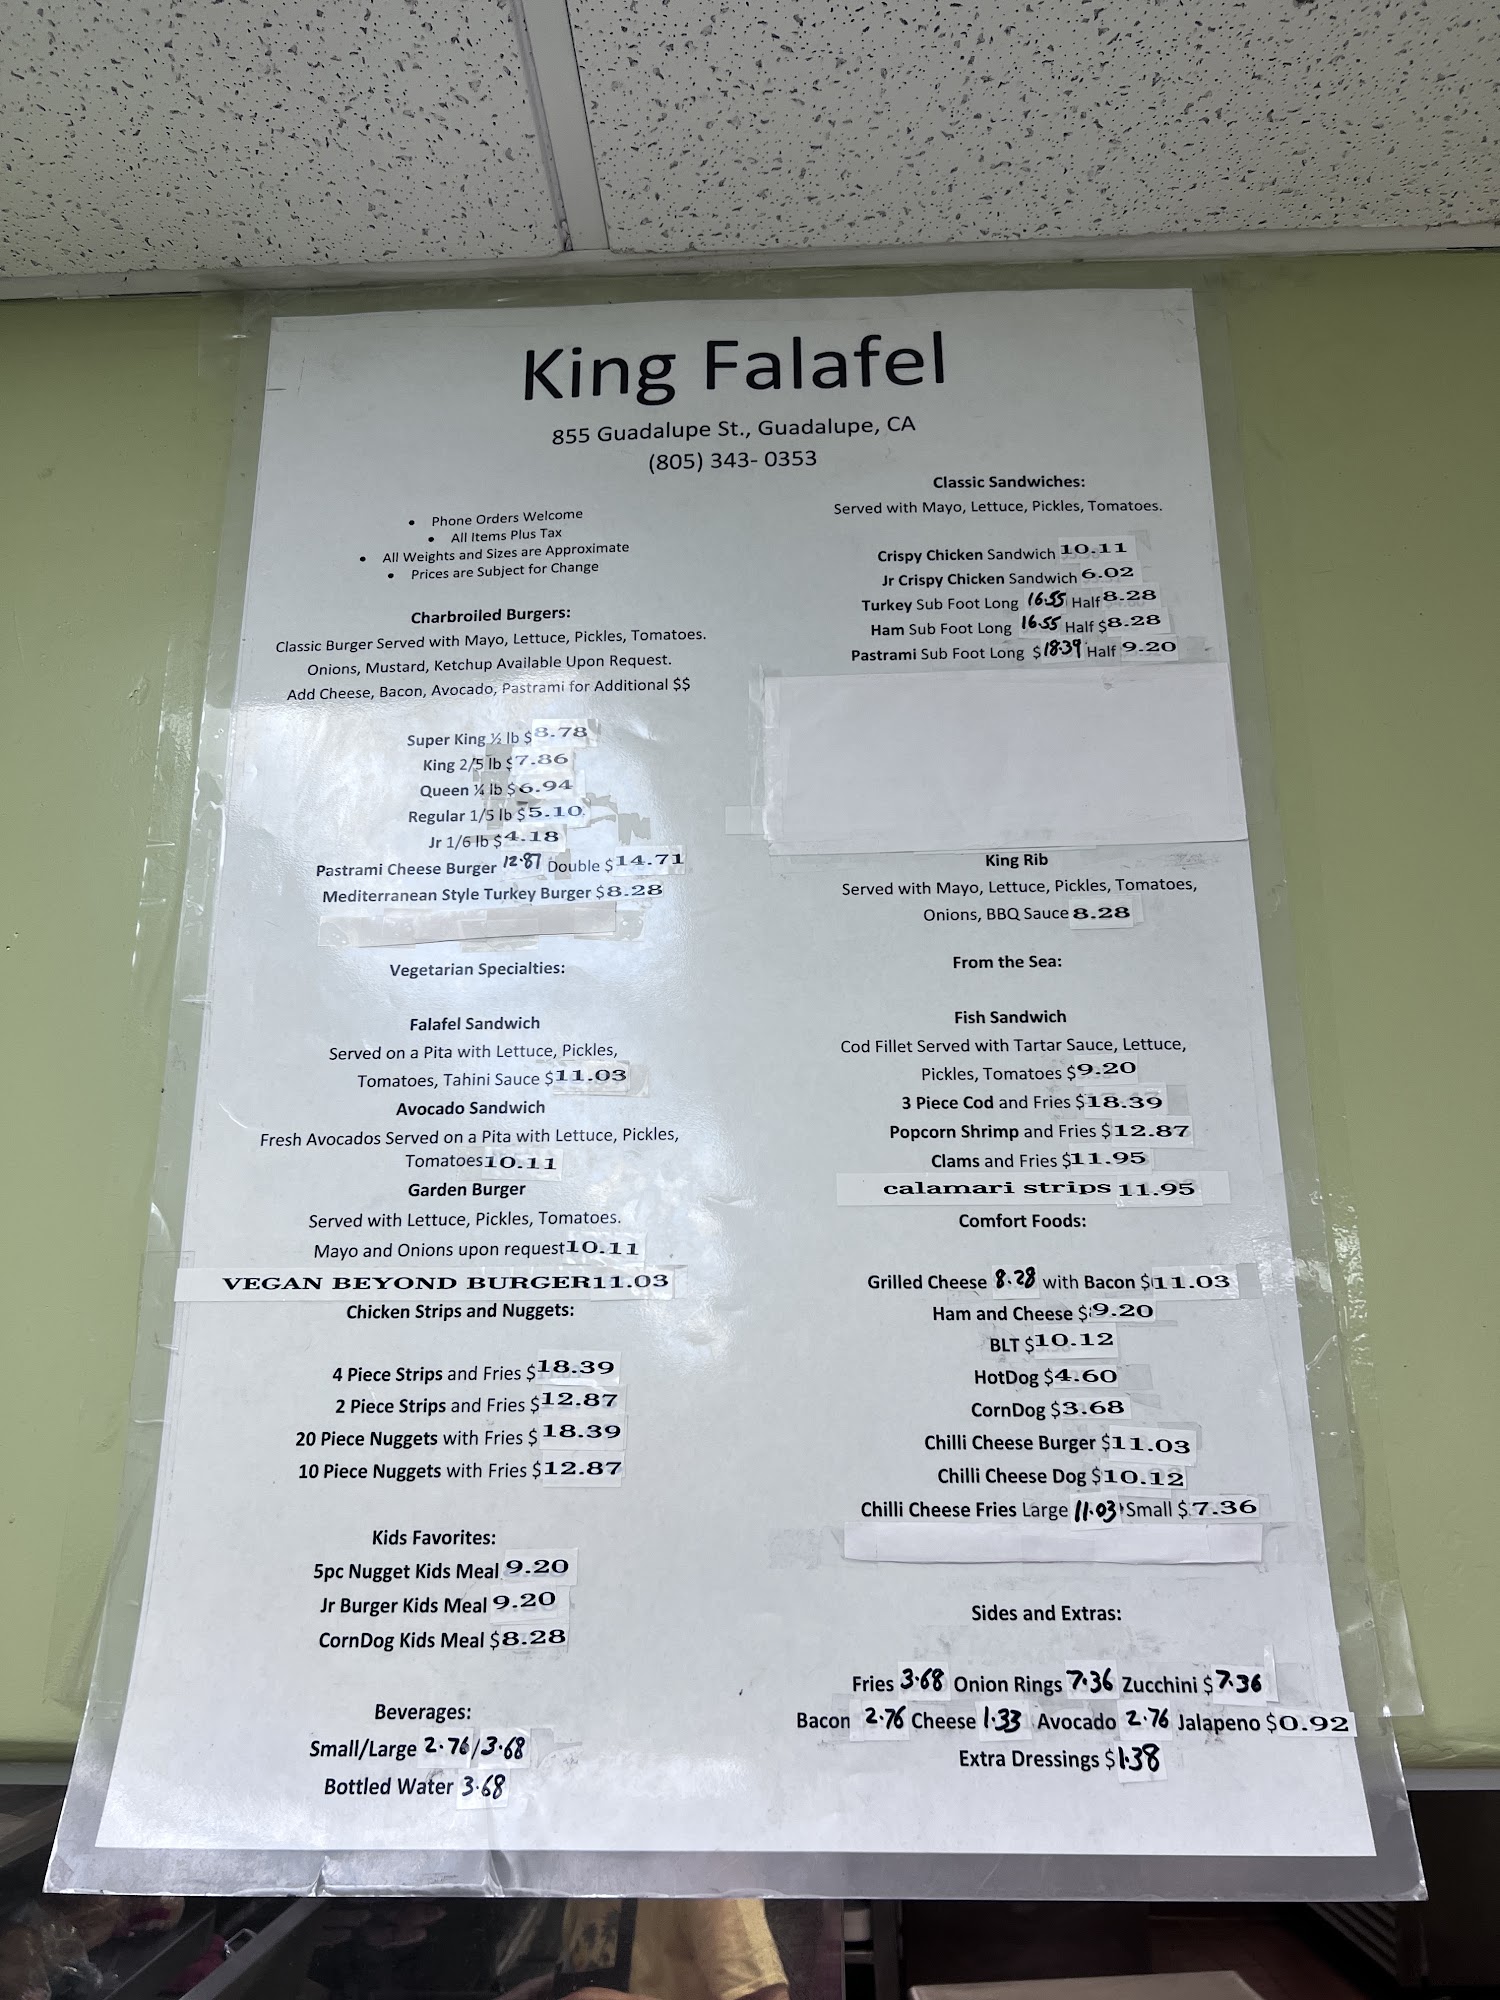 King Falafel
855 Guadalupe St., Guadalupe, CA
(805) 343- 0353
• Phone Orders Welcome
• All Items Plus Tax
• All Weights and Sizes are Approximate
• Prices are Subject for Change
Charbroiled Burgers:
Classic Burger Served with Mayo, Lettuce, Pickles, Tomatoes.
Onions, Mustard, Ketchup Available Upon Request.
Add Cheese, Bacon, Avocado, Pastrami for Additional $$
Super King ½ lb $8.78
King 2/5 lb $7.86
Queen ¼ lb $6.94
Regular 1/5 lb $5.10
Jr 1/6 lb $4.18
Pastrami Cheese Burger 12.87 Double $14.71
Mediterranean Style Turkey Burger $8.28
Vegetarian Specialties:
Falafel Sandwich
Served on a Pita with Lettuce, Pickles,
Tomatoes, Tahini Sauce $11.03
Avocado Sandwich
Fresh Avocados Served on a Pita with Lettuce, Pickles,
Tomatoes 10.11
Garden Burger
Served with Lettuce, Pickles, Tomatoes.
Mayo and Onions upon request 10.11
VEGAN BEYOND BURGER 11.03
Chicken Strips and Nuggets:
4 Piece Strips and Fries $18.39
2 Piece Strips and Fries $12.87
20 Piece Nuggets with Fries $18.39
10 Piece Nuggets with Fries $12.87
Kids Favorites:
5pc Nugget Kids Meal 9.20
Jr Burger Kids Meal 9.20
CornDog Kids Meal $8.28
Beverages:
Small/Large 2.76/3.68
Bottled Water 3.68
Classic Sandwiches:
Served with Mayo, Lettuce, Pickles, Tomatoes.
Crispy Chicken Sandwich 10.11
Jr Crispy Chicken Sandwich 6.02
Turkey Sub Foot Long 16.55 Half 8.28
Ham Sub Foot Long 16.55 Half $8.28
Pastrami Sub Foot Long $18.39 Half 9.20
King Rib
Served with Mayo, Lettuce, Pickles, Tomatoes,
Onions, BBQ Sauce 8.28
From the Sea:
Fish Sandwich
Cod Fillet Served with Tartar Sauce, Lettuce,
Pickles, Tomatoes $9.20
3 Piece Cod and Fries $18.39
Popcorn Shrimp and Fries $12.87
Clams and Fries $11.95
calamari strips 11.95
Comfort Foods:
Grilled Cheese 8.28 with Bacon $11.03
Ham and Cheese $9.20
BLT $10.12
HotDog $4.60
CornDog $3.68
Chilli Cheese Burger $11.03
Chilli Cheese Dog $10.12
Chilli Cheese Fries Large 11.03 Small $7.36
Sides and Extras:
Fries 3.68 Onion Rings 7.36 Zucchini $7.36
Bacon 2.76 Cheese 1.33 Avocado 2.76 Jalapeno $0.92
Extra Dressings $1.38